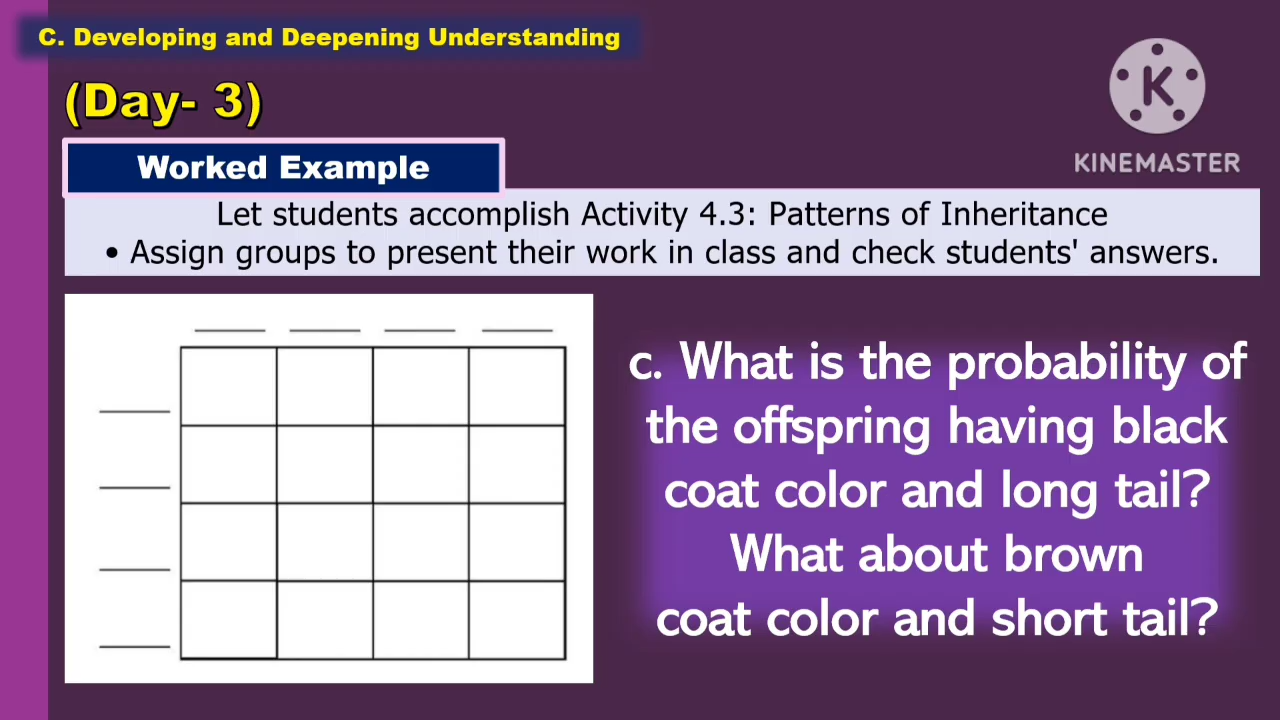 C. Developing and Deepening Understanding
(Day- 3)
KINEMASTER
Worked Example
Let students accomplish Activity 4.3: Patterns of Inheritance
• Assign groups to present their work in class and check students' answers.
c. What is the probability of
the offspring having black
coat color and long tail?
What about brown
coat color and short tail?